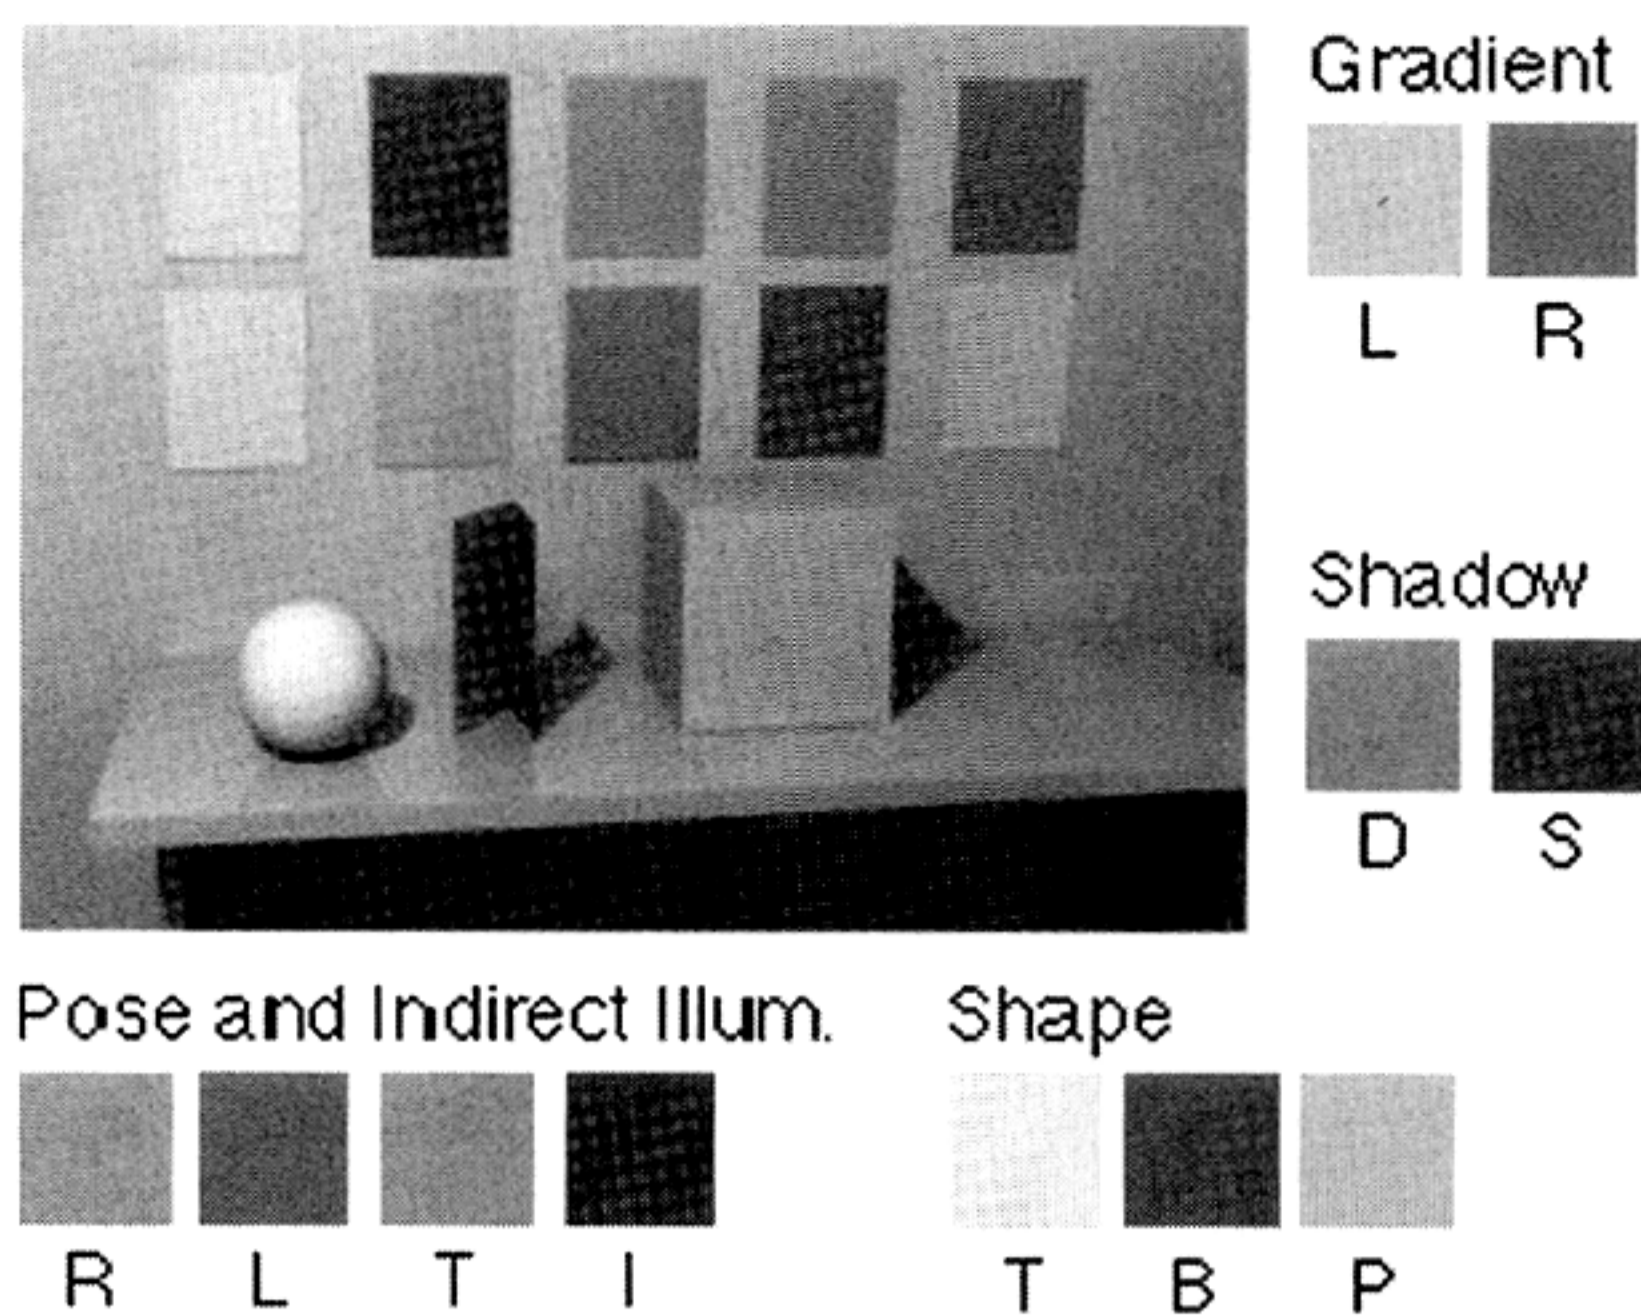 Gradient
L R
Shadow
D S
Pose and Indirect Illum.
R L T I
Shape
T B P